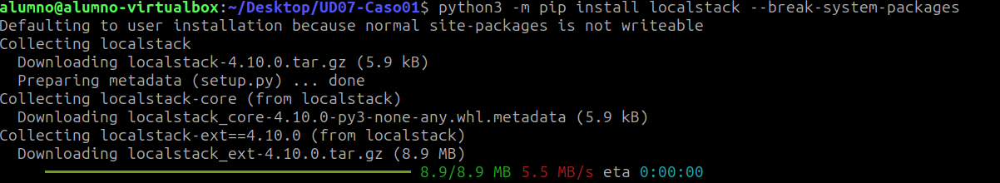 alumno@alumno-virtualbox:~/Desktop/UD07-Caso01$ python3 -m pip install localstack --break-system-packages
Defaulting to user installation because normal site-packages is not writeable
Collecting localstack
  Downloading localstack-4.10.0.tar.gz (5.9 kB)
  Preparing metadata (setup.py) ... done
Collecting localstack-core (from localstack)
  Downloading localstack_core-4.10.0-py3-none-any.whl.metadata (5.9 kB)
Collecting localstack-ext==4.10.0 (from localstack)
  Downloading localstack_ext-4.10.0.tar.gz (8.9 MB)
8.9/8.9 MB 5.5 MB/s eta 0:00:00